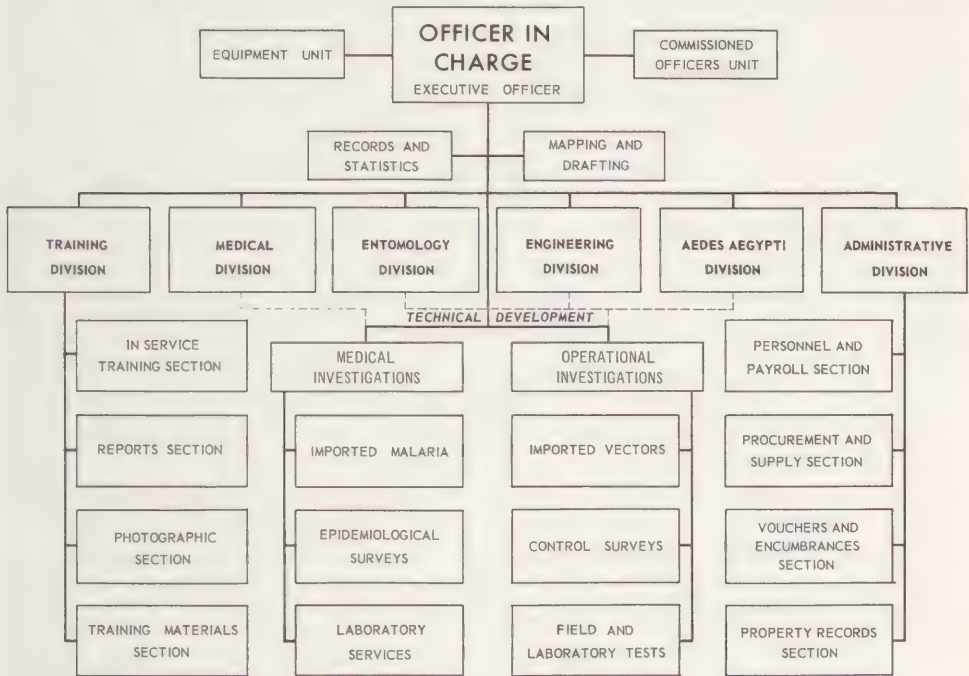 OFFICER IN
CHARGE
EXECUTIVE OFFICER
EQUIPMENT UNIT
COMMISSIONED
OFFICERS UNIT
RECORDS AND
STATISTICS
MAPPING AND
DRAFTING
TRAINING
DIVISION
MEDICAL
DIVISION
ENTOMOLOGY
DIVISION
ENGINEERING
DIVISION
AEDES AEGYPTI
DIVISION
ADMINISTRATIVE
DIVISION
TECHNICAL DEVELOPMENT
IN SERVICE
TRAINING SECTION
REPORTS SECTION
PHOTOGRAPHIC
SECTION
TRAINING MATERIALS
SECTION
MEDICAL
INVESTIGATIONS
IMPORTED MALARIA
EPIDEMIOLOGICAL
SURVEYS
LABORATORY
SERVICES
OPERATIONAL
INVESTIGATIONS
IMPORTED VECTORS
CONTROL SURVEYS
FIELD AND
LABORATORY TESTS
PERSONNEL AND
PAYROLL SECTION
PROCUREMENT AND
SUPPLY SECTION
VOUCHERS AND
ENCUMBRANCES
SECTION
PROPERTY RECORDS
SECTION